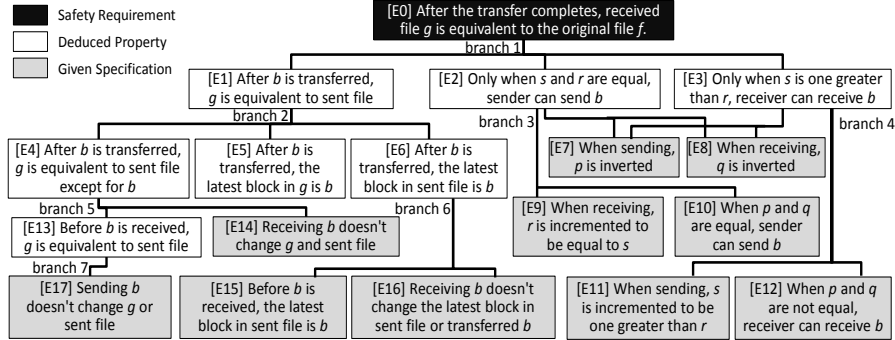 Safety Requirement
Deduced Property
Given Specification
[E0] After the transfer completes, received
file g is equivalent to the original file f.
branch 1
[E1] After b is transferred,
g is equivalent to sent file
[E2] Only when s and r are equal,
sender can send b
[E3] Only when s is one greater
than r, receiver can receive b
branch 2
branch 3
branch 4
[E4] After b is transferred,
g is equivalent to sent file
except for b
[E5] After b is
transferred, the
latest block in g is b
[E6] After b is
transferred, the latest
block in sent file is b
[E7] When sending,
p is inverted
[E8] When receiving,
q is inverted
branch 5
branch 6
[E13] Before b is received,
g is equivalent to sent file
[E14] Receiving b doesn't
change g and sent file
[E9] When receiving,
r is incremented
to be equal to s
[E10] When p and q
are equal, sender
can send b
branch 7
[E17] Sending b
doesn't change g or
sent file
[E15] Before b is
received, the latest
block in sent file is b
[E16] Receiving b doesn't
change the latest block in
sent file or transferred b
[E11] When sending, s
is incremented to be
one greater than r
[E12] When p and q
are not equal,
receiver can receive b